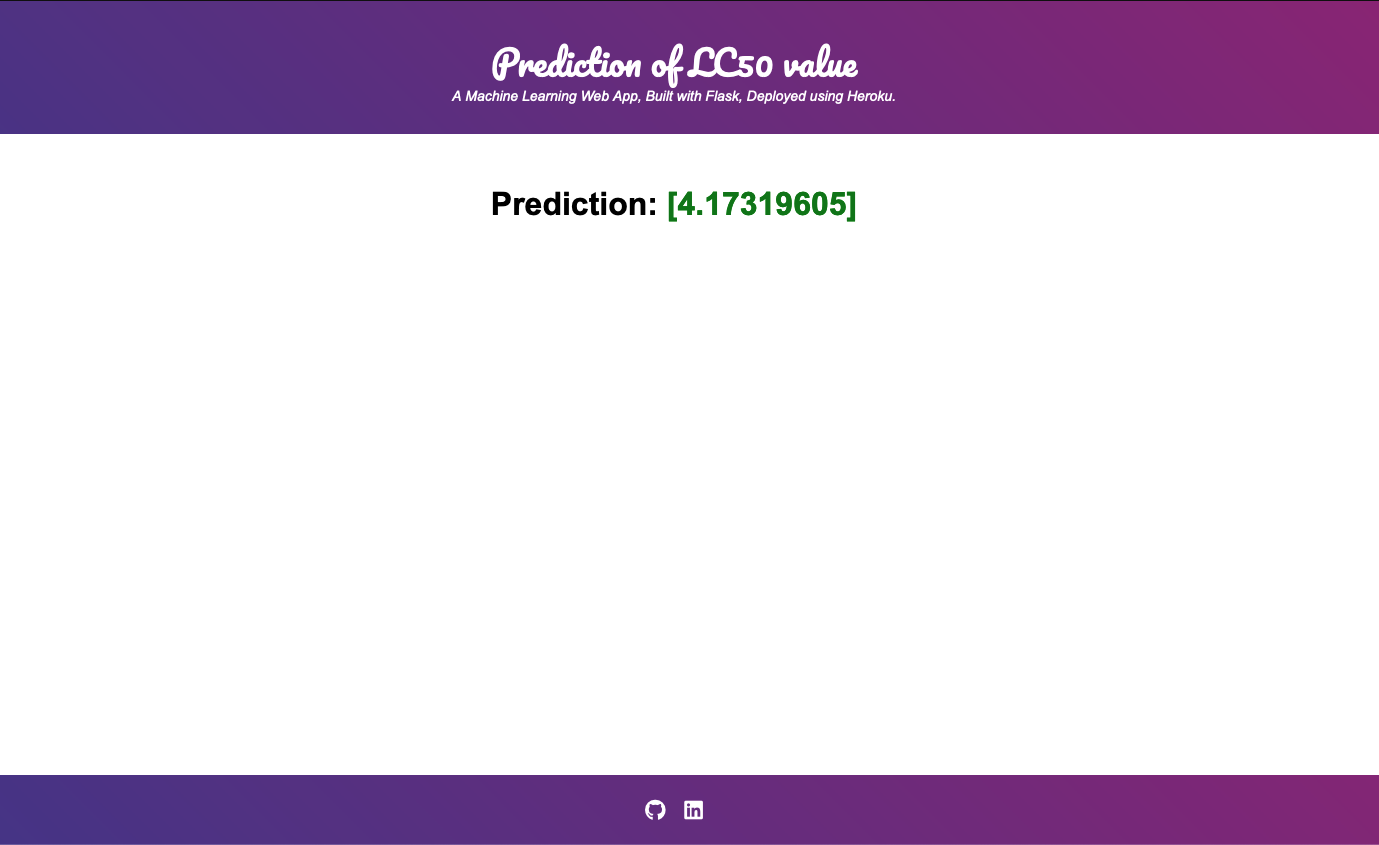 Prediction of LC50 value
A Machine Learning Web App, Built with Flask, Deployed using Heroku.
Prediction: [4.17319605]